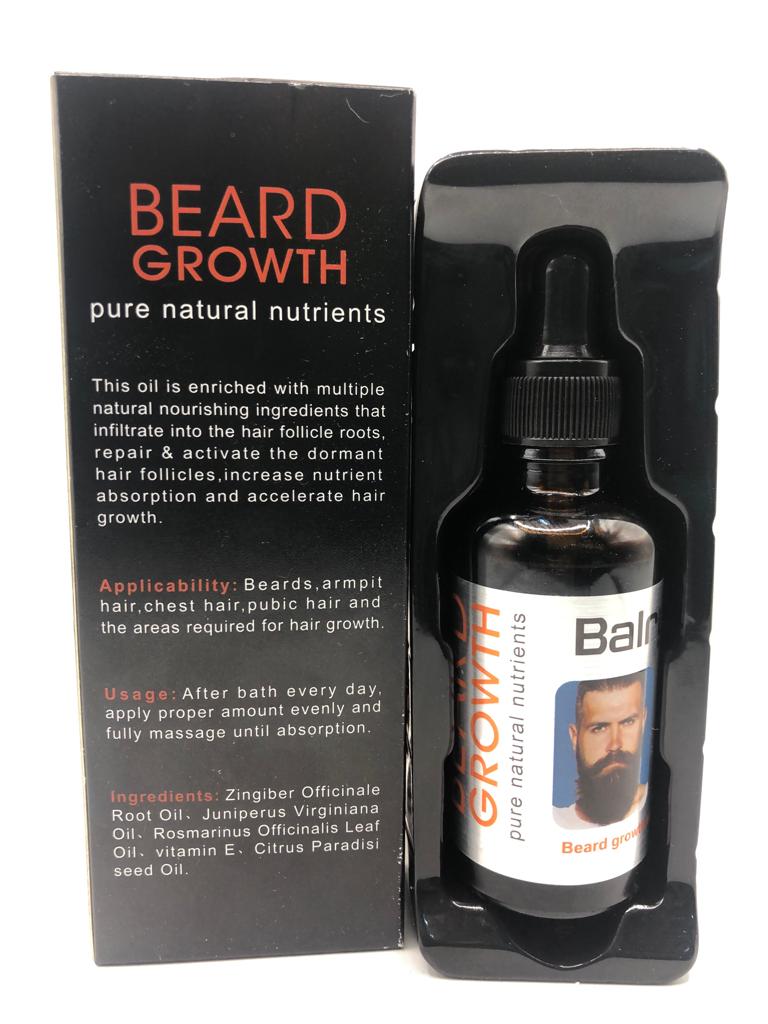 BEARD
GROWTH
pure natural nutrients
This oil is enriched with multiple
natural nourishing ingredients that
infiltrate into the hair follicle roots,
repair & activate the dormant
hair follicles,increase nutrient
absorption and accelerate hair
growth.
Applicability: Beards,armpit
hair,chest hair,pubic hair and
the areas required for hair growth.
Usage: After bath every day,
apply proper amount evenly and
fully massage until absorption.
Ingredients: Zingiber Officinale
Root Oil、Juniperus Virginiana
Oil、Rosmarinus Officinalis Leaf
Oil、vitamin E、Citrus Paradisi
seed Oil.
GROWTH
pure natural nutrients
Beard